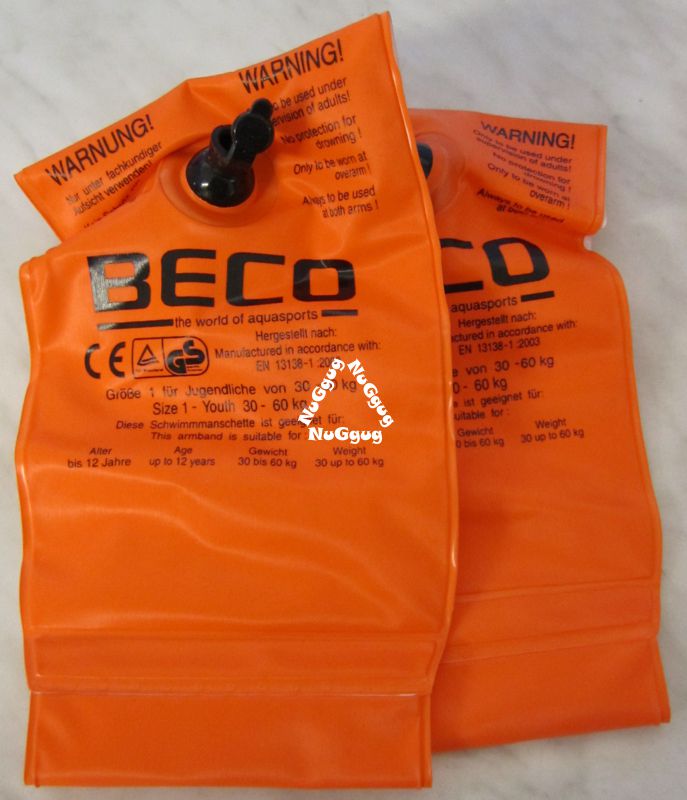 WARNUNG!
Nur unter fachkundiger
Aufsicht verwenden!
WARNING!
to be used under
supervision of adults!
No protection for
drowning !
Only to be worn at
overarm !
Always to be used
at both arms !
BECO
the world of aquasports
Hergestellt nach:
Manufactured in accordance with:
EN 13138-1 :2003
CE
GS
Größe 1 für Jugendliche von 30 - 60 kg
Size 1 - Youth 30 - 60 kg
Diese Schwimmmanschette ist geeignet für:
This armband is suitable for :
Alter Age Gewicht Weight
bis 12 Jahre up to 12 years 30 bis 60 kg 30 up to 60 kg
NuGgug
NuGgug
NuGgug
WARNING!
Only to be used under
supervision of adults!
No protection for
drowning !
Only to be worn at
overarm !
Always to be used
at both
CO
aquasports
Hergestellt nach:
Manufactured in accordance with:
EN 13138-1 :2003
von 30 -60 kg
- 60 kg
ist geeignet für:
suitable for :
Gewicht Weight
30 bis 60 kg 30 up to 60 kg